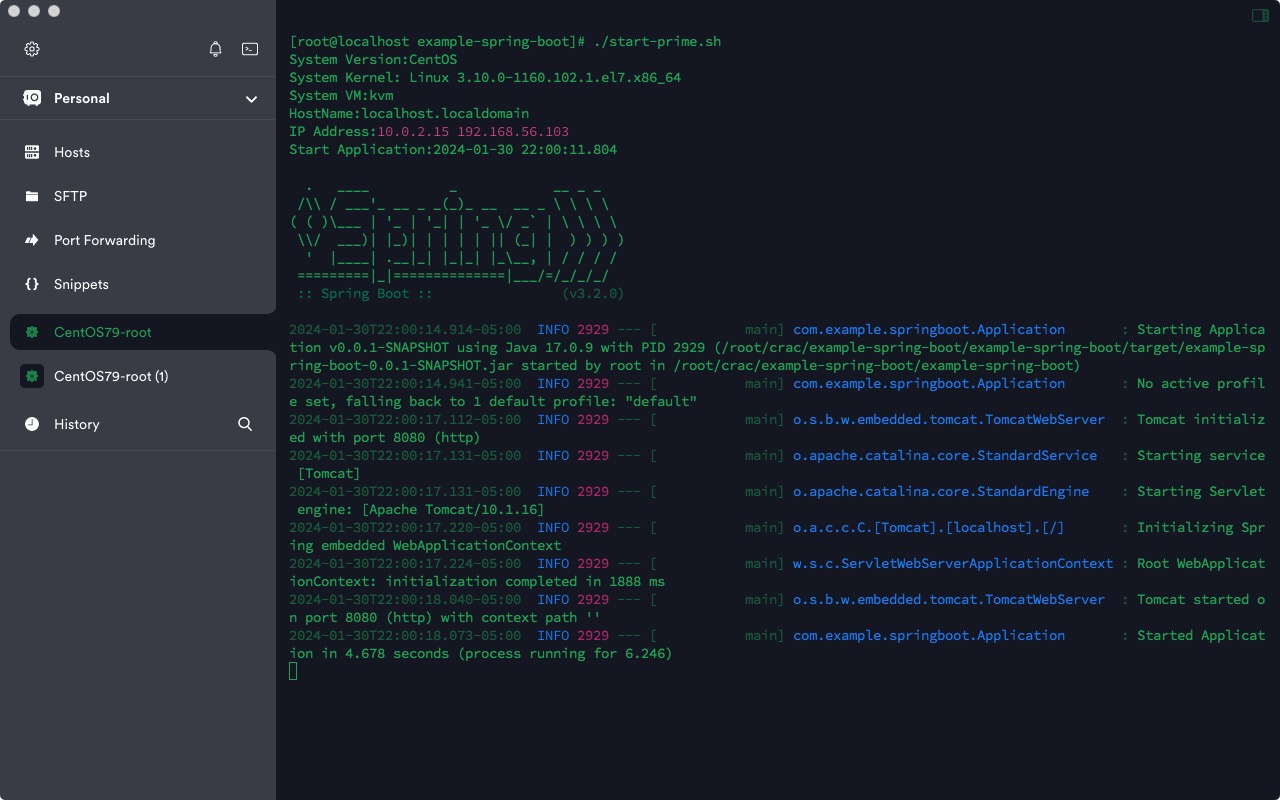 Personal
Hosts
SFTP
Port Forwarding
Snippets
CentOS79-root
CentOS79-root (1)
History
[root@localhost example-spring-boot]# ./start-prime.sh
System Version:CentOS
System Kernel: Linux 3.10.0-1160.102.1.el7.x86_64
System VM:kvm
HostName:localhost.localdomain
IP Address:10.0.2.15 192.168.56.103
Start Application:2024-01-30 22:00:11.804
  .   ____          _            __ _ _
 /\\ / ___'_ __ _ _(_)_ __  __ _ \ \ \ \
( ( )\___ | '_ | '_| | '_ \/ _` | \ \ \ \
 \\/  ___)| |_)| | | | | || (_| |  ) ) ) )
  '  |____| .__|_| |_|_| |_\__, | / / / /
 =========|_|==============|___/=/_/_/_/
 :: Spring Boot ::                (v3.2.0)
2024-01-30T22:00:14.914-05:00  INFO 2929 --- [           main] com.example.springboot.Application       : Starting Applica
tion v0.0.1-SNAPSHOT using Java 17.0.9 with PID 2929 (/root/crac/example-spring-boot/example-spring-boot/target/example-sp
ring-boot-0.0.1-SNAPSHOT.jar started by root in /root/crac/example-spring-boot/example-spring-boot)
2024-01-30T22:00:14.941-05:00  INFO 2929 --- [           main] com.example.springboot.Application       : No active profil
e set, falling back to 1 default profile: "default"
2024-01-30T22:00:17.112-05:00  INFO 2929 --- [           main] o.s.b.w.embedded.tomcat.TomcatWebServer  : Tomcat initializ
ed with port 8080 (http)
2024-01-30T22:00:17.131-05:00  INFO 2929 --- [           main] o.apache.catalina.core.StandardService   : Starting service
 [Tomcat]
2024-01-30T22:00:17.131-05:00  INFO 2929 --- [           main] o.apache.catalina.core.StandardEngine    : Starting Servlet
 engine: [Apache Tomcat/10.1.16]
2024-01-30T22:00:17.220-05:00  INFO 2929 --- [           main] o.a.c.c.C.[Tomcat].[localhost].[/]       : Initializing Spr
ing embedded WebApplicationContext
2024-01-30T22:00:17.224-05:00  INFO 2929 --- [           main] w.s.c.ServletWebServerApplicationContext : Root WebApplicat
ionContext: initialization completed in 1888 ms
2024-01-30T22:00:18.040-05:00  INFO 2929 --- [           main] o.s.b.w.embedded.tomcat.TomcatWebServer  : Tomcat started o
n port 8080 (http) with context path ''
2024-01-30T22:00:18.073-05:00  INFO 2929 --- [           main] com.example.springboot.Application       : Started Applicat
ion in 4.678 seconds (process running for 6.246)